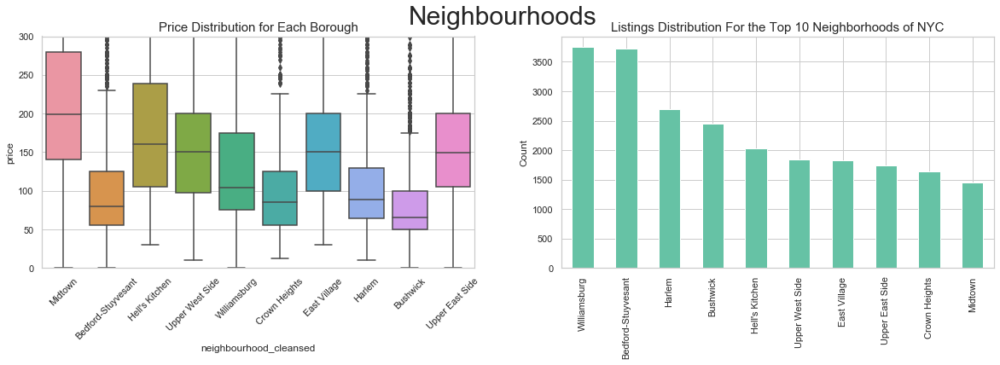 Neighbourhoods
Price Distribution for Each Borough
300
250
200
150
100
50
0
price
Midtown
Bedford-Stuyvesant
Hell's Kitchen
Upper West Side
Williamsburg
Crown Heights
East Village
Harlem
Bushwick
Upper East Side
neighbourhood_cleansed
Listings Distribution For the Top 10 Neighborhoods of NYC
3500
3000
2500
2000
1500
1000
500
0
Count
Williamsburg
Bedford-Stuyvesant
Harlem
Bushwick
Hell's Kitchen
Upper West Side
East Village
Upper East Side
Crown Heights
Midtown